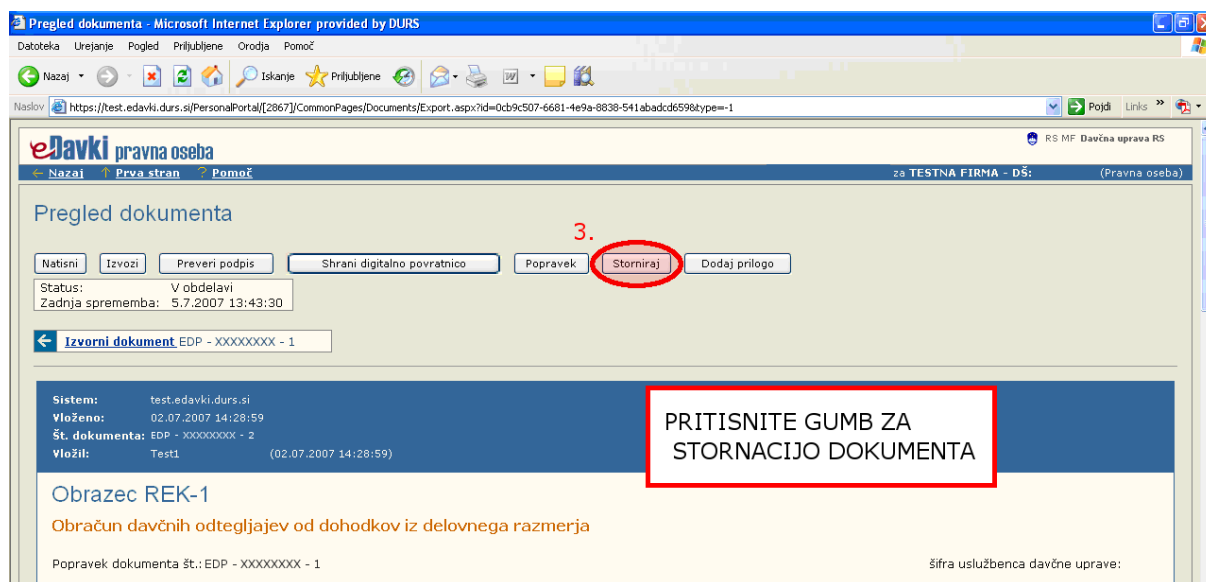 Pregled dokumenta - Microsoft Internet Explorer provided by DURS
Datoteka Urejanje Pogled Priljubljene Orodja Pomoč
Nazaj Iskanje Priljubljene
Naslov https://test.edavki.durs.si/PersonalPortal/[2867]/CommonPages/Documents/Export.aspx?id=0cb9c507-6681-4e9a-8838-541abadcd6598&type=-1 Pojdi Links »
eDavki pravna oseba RS MF Davčna uprava RS
← Nazaj ↑ Prva stran ? Pomoč za TESTNA FIRMA - DŠ: (Pravna oseba)
Pregled dokumenta
3.
Natisni Izvozi Preveri podpis Shrani digitalno povratnico Popravek Storniraj Dodaj prilogo
Status: V obdelavi
Zadnja sprememba: 5.7.2007 13:43:30
Izvorni dokument EDP - XXXXXXXX - 1
Sistem: test.edavki.durs.si
Vloženo: 02.07.2007 14:28:59
Št. dokumenta: EDP - XXXXXXXX - 2
Vložil: Test1 (02.07.2007 14:28:59)
PRITISNITE GUMB ZA
STORNACIJO DOKUMENTA
Obrazec REK-1
Obračun davčnih odtegljajev od dohodkov iz delovnega razmerja
Popravek dokumenta št.: EDP - XXXXXXXX - 1 šifra uslužbenca davčne uprave: